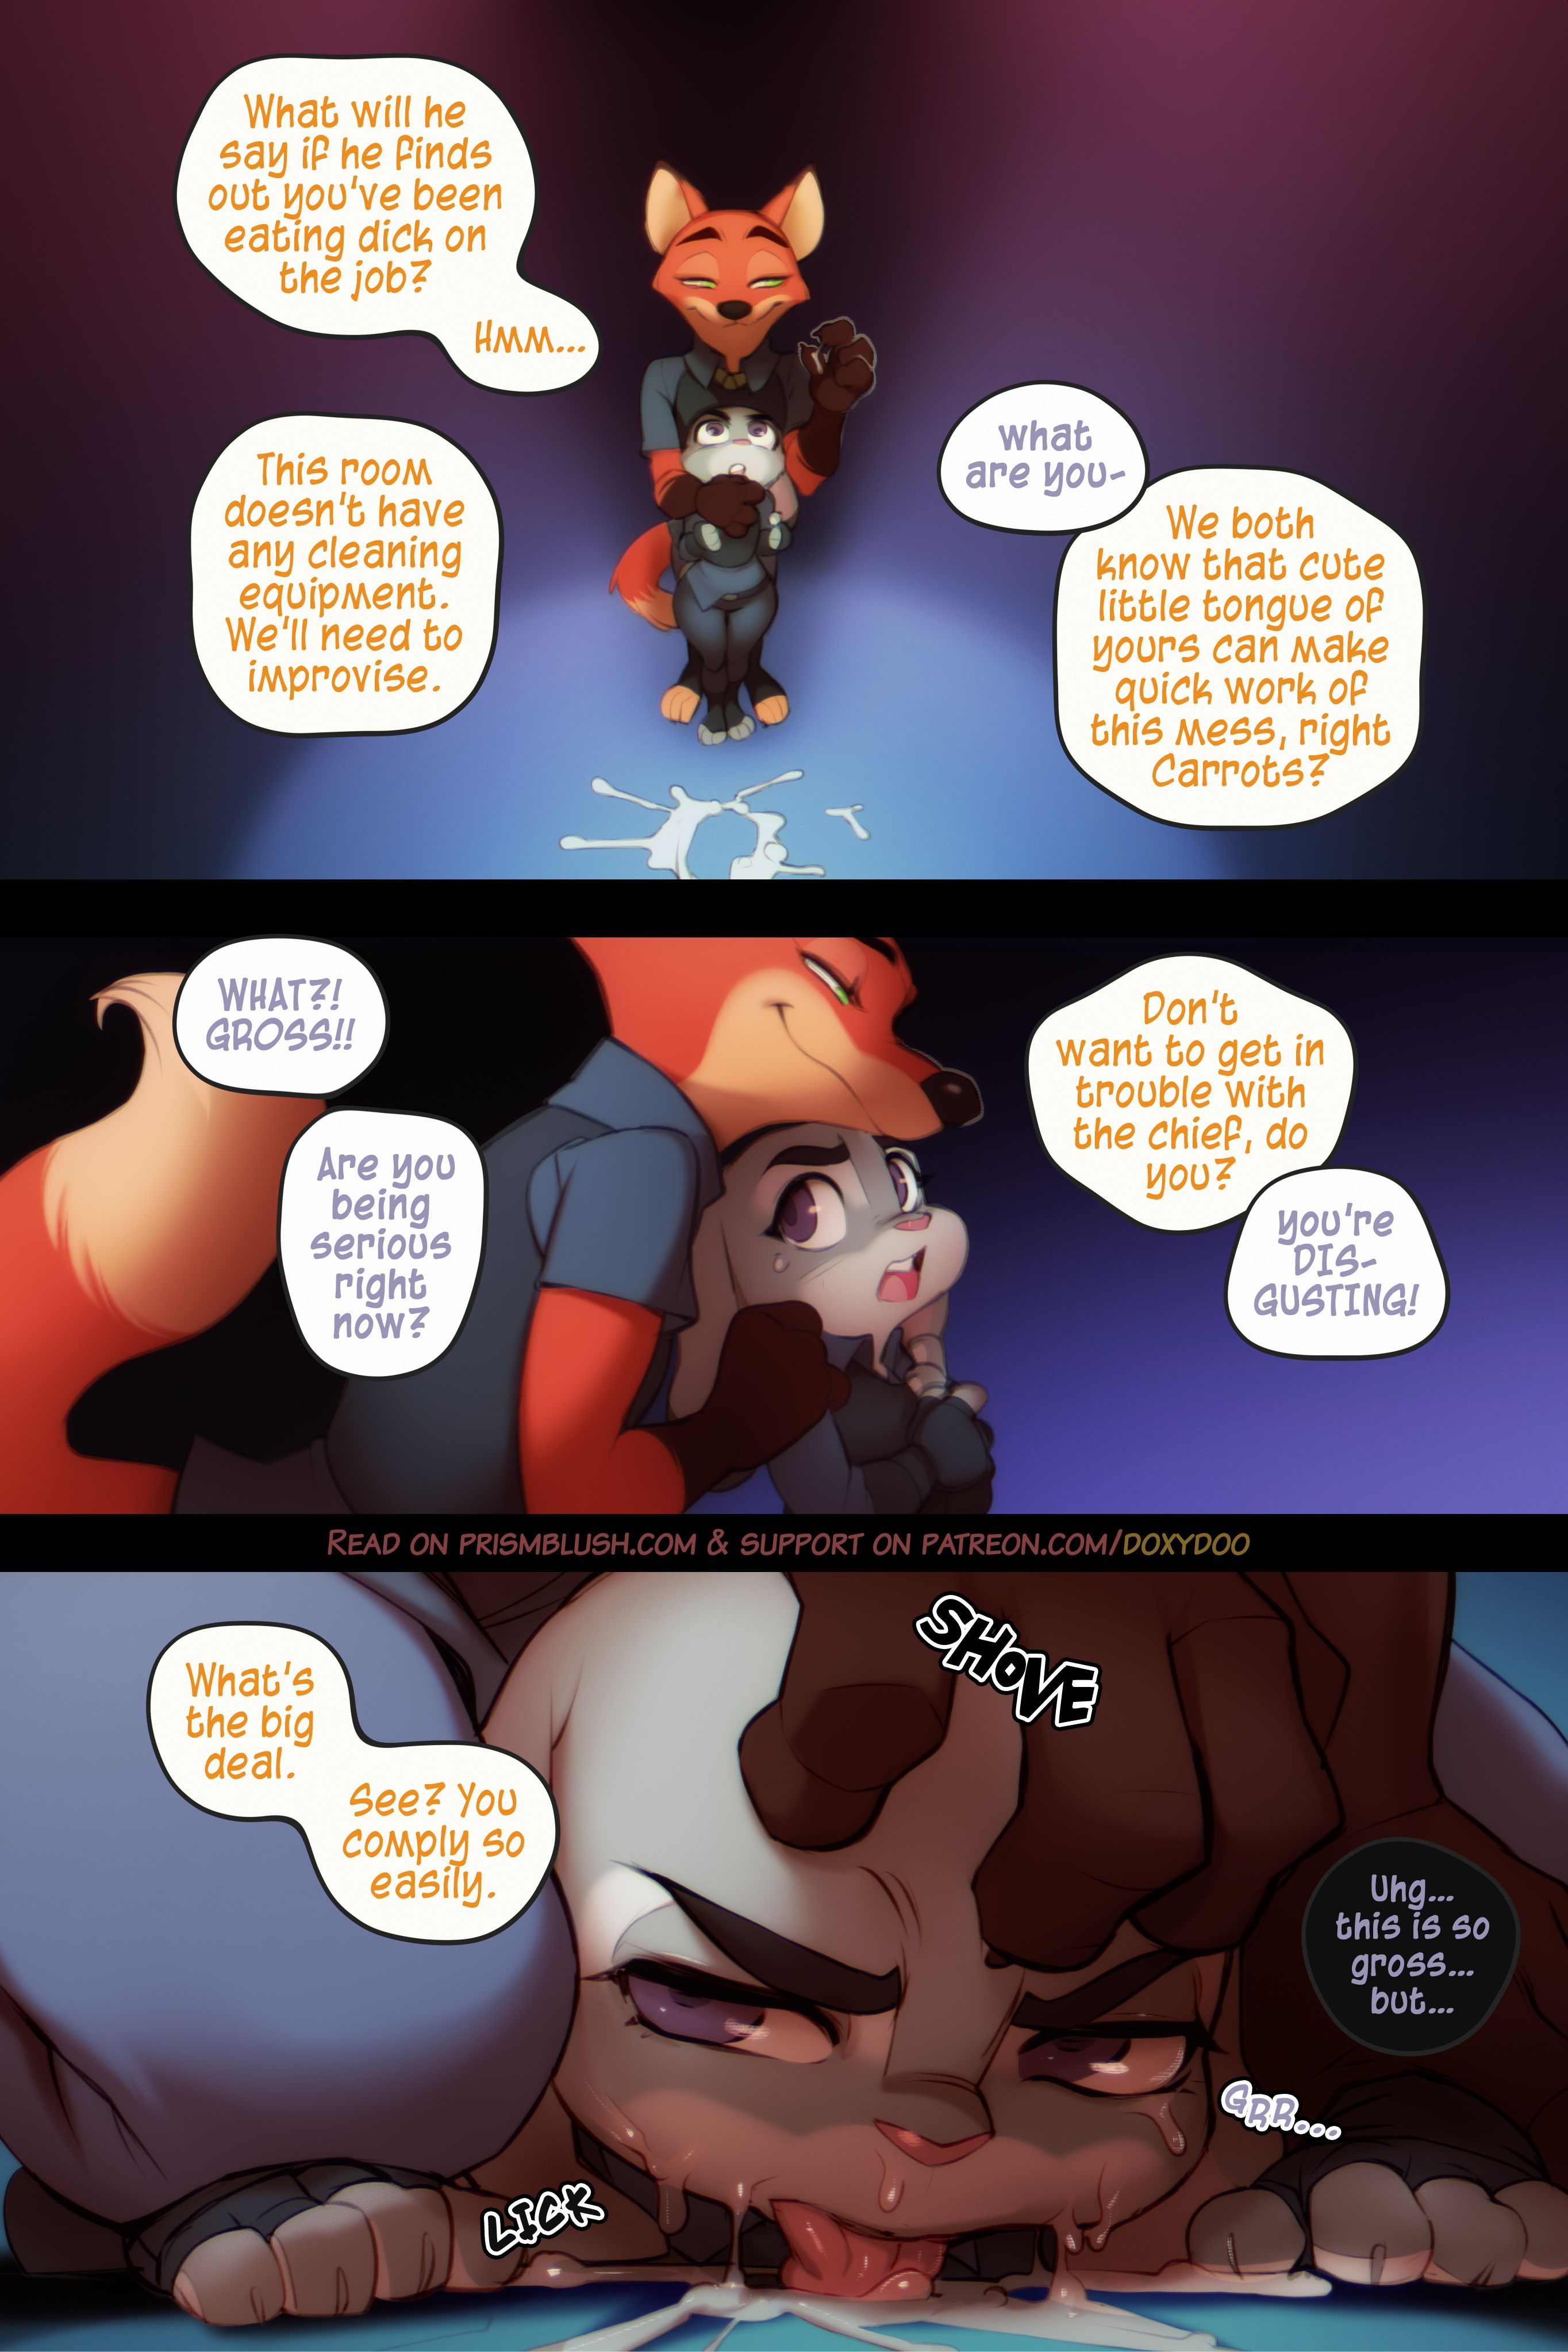 What will he
say if he finds
out you've been
eating dick on
the job?
Hmm...
This room
doesn't have
any cleaning
equipment.
We'll need to
improvise.
what
are you-
We both
know that cute
little tongue of
yours can make
quick work of
this mess, right
Carrots?
WHAT?!
GROSS!!
Are you
being
serious
right
now?
Don't
want to get in
trouble with
the chief, do
you?
you're
DIS-
GUSTING!
READ ON PRISMBLUSH.COM & SUPPORT ON PATREON.COM/DOXYDOO
SHOVE
What's
the big
deal.
See? You
comply so
easily.
Uhg...
this is so
gross...
but...
GRR...
LICK